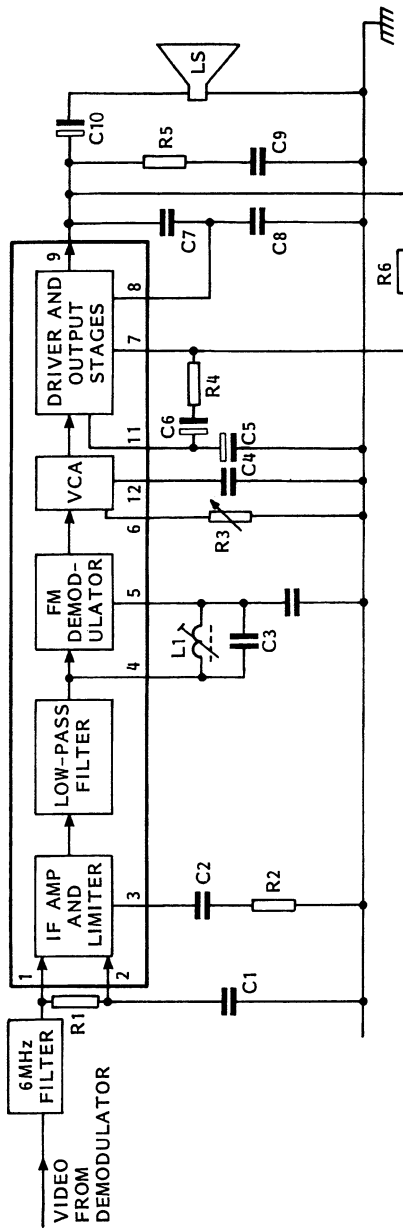 VIDEO
FROM
DEMODULATOR
6MHz
FILTER
1
R1
2
IF AMP
AND
LIMITER
3
LOW-PASS
FILTER
4
FM
DEMOD-
ULATOR
5
VCA
6
12
11
DRIVER AND
OUTPUT
STAGES
7
8
9
C1
C2
R2
L1
C3
R3
C4
C5
C6
R4
C7
C8
R5
C9
C10
LS
R6